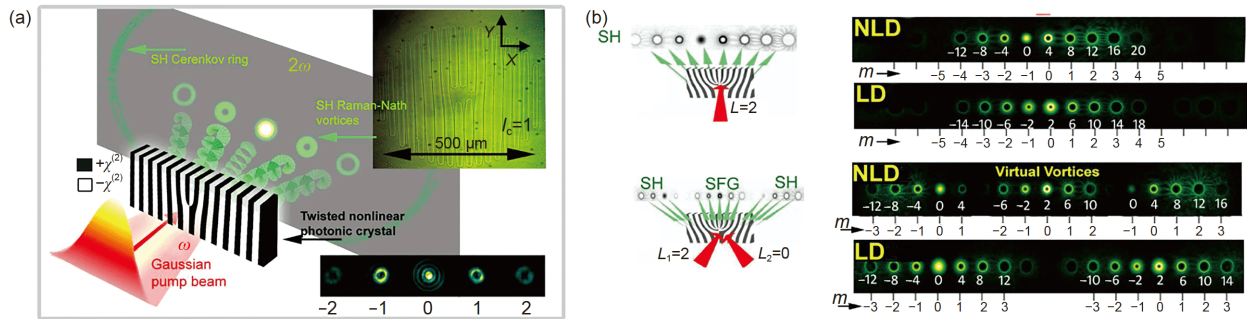 (a)
SH Cerenkov ring
2ω
SH Raman-Nath
vortices
Y
X
l_c=1
500 μm
+χ^(2)
−χ^(2)
Twisted nonlinear
photonic crystal
ω
Gaussian
pump beam
−2 −1 0 1 2
(b)
SH
L=2
SH SFG SH
L₁=2 L₂=0
NLD
−12 −8 −4 0 4 8 12 16 20
m −5 −4 −3 −2 −1 0 1 2 3 4 5
LD
−14 −10 −6 −2 2 6 10 14 18
−5 −4 −3 −2 −1 0 1 2 3 4 5
NLD Virtual Vortices
−12 −8 −4 0 4 −6 −2 2 6 10 0 4 8 12 16
m −3 −2 −1 0 1 −2 −1 0 1 2 −1 0 1 2 3
LD
−12 −8 −4 0 4 8 12 −10 −6 −2 2 10 14
m −3 −2 −1 0 1 2 3 −3 −2 −1 0 1 2 3